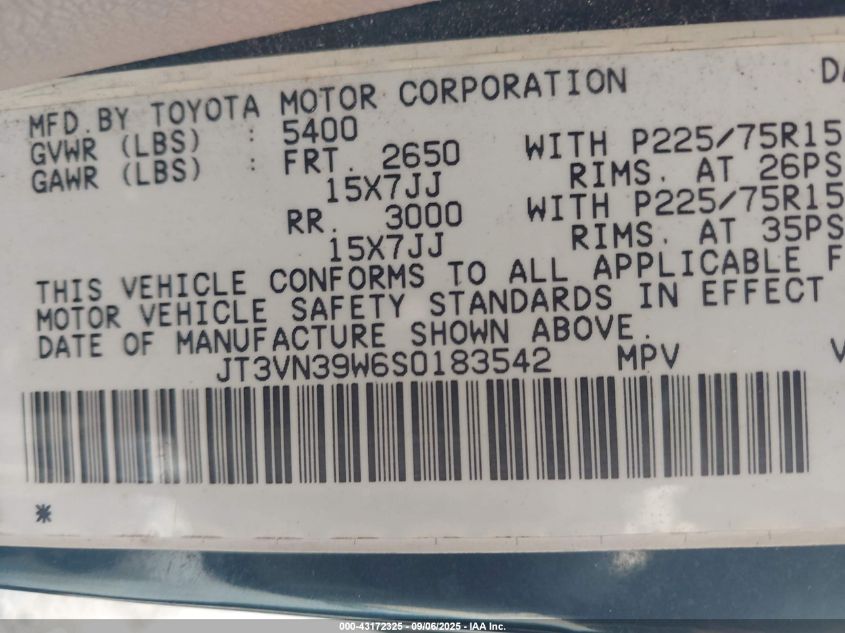 MFD.BY TOYOTA MOTOR CORPORATION DA
GVWR (LBS) : 5400
GAWR (LBS) : FRT. 2650 WITH P225/75R15
15X7JJ RIMS. AT 26PS
RR. 3000 WITH P225/75R15
15X7JJ RIMS. AT 35PS
THIS VEHICLE CONFORMS TO ALL APPLICABLE F
MOTOR VEHICLE SAFETY STANDARDS IN EFFECT
DATE OF MANUFACTURE SHOWN ABOVE.
JT3VN39W6S0183542 MPV V
*
000-43172325 - 09/06/2025 - IAA Inc.